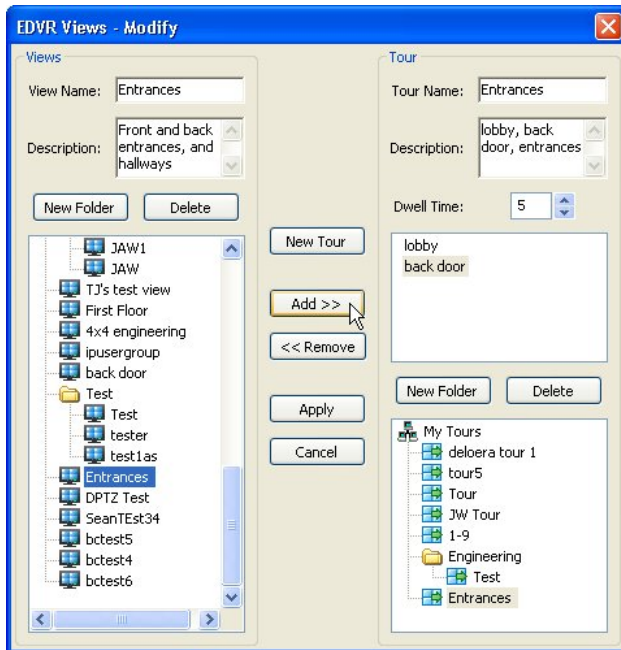 EDVR Views - Modify
Views
View Name:
Entrances
Description:
Front and back
entrances, and
hallways
New Folder
Delete
JAW1
JAW
TJ's test view
First Floor
4x4 engineering
ipusergroup
back door
Test
Test
tester
test1as
Entrances
DPTZ Test
SeanTEst34
bctest5
bctest4
bctest6
New Tour
Add >>
<< Remove
Apply
Cancel
Tour
Tour Name:
Entrances
Description:
lobby, back
door, entrances
Dwell Time:
5
lobby
back door
New Folder
Delete
My Tours
deloera tour 1
tour5
Tour
JW Tour
1-9
Engineering
Test
Entrances